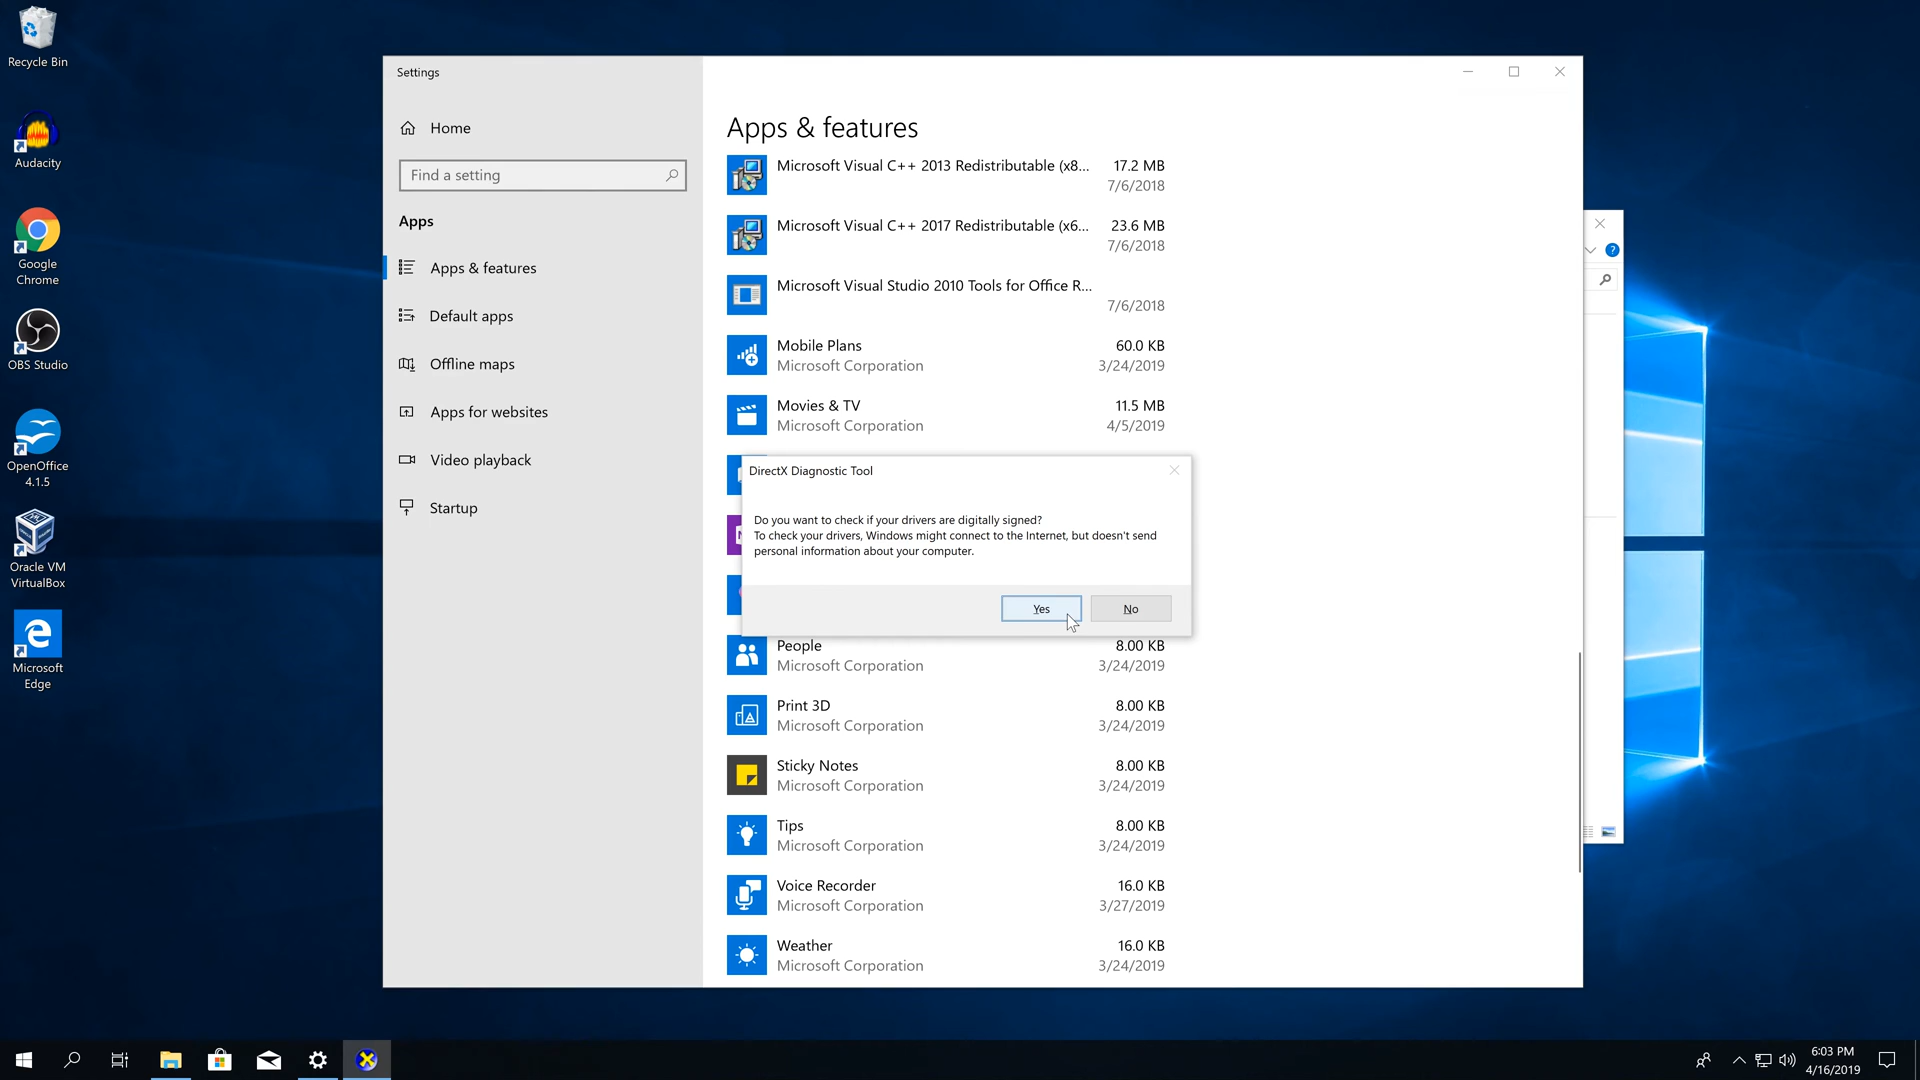 Recycle Bin
Audacity
Google
Chrome
OBS Studio
OpenOffice
4.1.5
Oracle VM
VirtualBox
Microsoft
Edge
Settings
Home
Find a setting
Apps
Apps & features
Default apps
Offline maps
Apps for websites
Video playback
Startup
Apps & features
Microsoft Visual C++ 2013 Redistributable (x8... 17.2 MB
7/6/2018
Microsoft Visual C++ 2017 Redistributable (x6... 23.6 MB
7/6/2018
Microsoft Visual Studio 2010 Tools for Office R...
7/6/2018
Mobile Plans 60.0 KB
Microsoft Corporation 3/24/2019
Movies & TV 11.5 MB
Microsoft Corporation 4/5/2019
DirectX Diagnostic Tool
Do you want to check if your drivers are digitally signed?
To check your drivers, Windows might connect to the Internet, but doesn't send
personal information about your computer.
Yes No
People 8.00 KB
Microsoft Corporation 3/24/2019
Print 3D 8.00 KB
Microsoft Corporation 3/24/2019
Sticky Notes 8.00 KB
Microsoft Corporation 3/24/2019
Tips 8.00 KB
Microsoft Corporation 3/24/2019
Voice Recorder 16.0 KB
Microsoft Corporation 3/27/2019
Weather 16.0 KB
Microsoft Corporation 3/24/2019
6:03 PM
4/16/2019